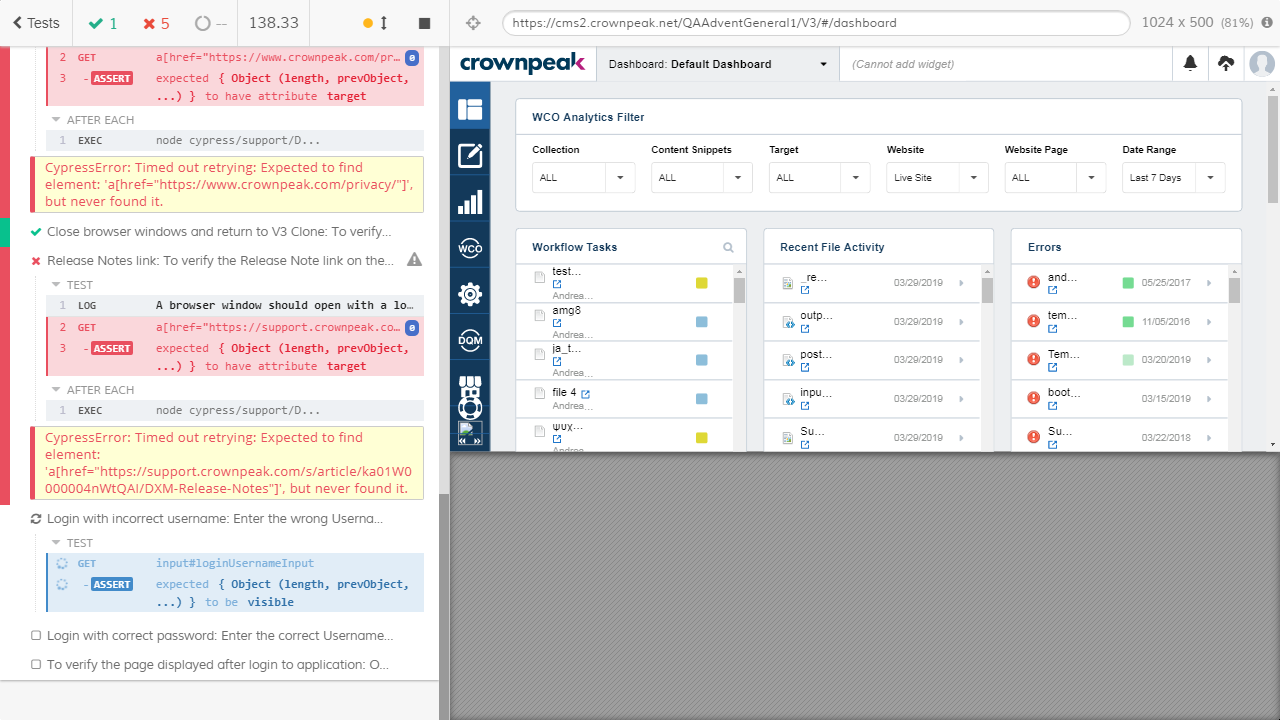 Tests
1
5
--
138.33
https://cms2.crownpeak.net/QAAdventGeneral1/V3/#/dashboard
1024 x 500 (81%)
2 GET a[href="https://www.crownpeak.com/pr… 0
3 - ASSERT expected { Object (length, prevObject,
...) } to have attribute target
AFTER EACH
1 EXEC node cypress/support/D...
CypressError: Timed out retrying: Expected to find
element: 'a[href="https://www.crownpeak.com/privacy/"]',
but never found it.
Close browser windows and return to V3 Clone: To verify...
Release Notes link: To verify the Release Note link on the...
TEST
1 LOG A browser window should open with a lo…
2 GET a[href="https://support.crownpeak.co… 0
3 - ASSERT expected { Object (length, prevObject,
...) } to have attribute target
AFTER EACH
1 EXEC node cypress/support/D...
CypressError: Timed out retrying: Expected to find
element:
'a[href="https://support.crownpeak.com/s/article/ka01W0
000004nWtQAI/DXM-Release-Notes"]', but never found it.
Login with incorrect username: Enter the wrong Userna...
TEST
GET input#loginUsernameInput
- ASSERT expected { Object (length, prevObject,
...) } to be visible
Login with correct password: Enter the correct Username...
To verify the page displayed after login to application: O...
crownpeak
Dashboard: Default Dashboard
(Cannot add widget)
WCO
DQM
WCO Analytics Filter
Collection Content Snippets Target Website Website Page Date Range
ALL ALL ALL Live Site ALL Last 7 Days
Workflow Tasks
test...
Andrea...
amg8
Andrea...
ja_t...
Andrea...
file 4
Andrea...
ψυχ...
Recent File Activity
_re... 03/29/2019
outp... 03/29/2019
post... 03/29/2019
inpu... 03/29/2019
Su... 03/29/2019
Errors
and... 05/25/2017
tem... 11/05/2016
Tem... 03/20/2019
boot... 03/15/2019
Su... 03/23/2018